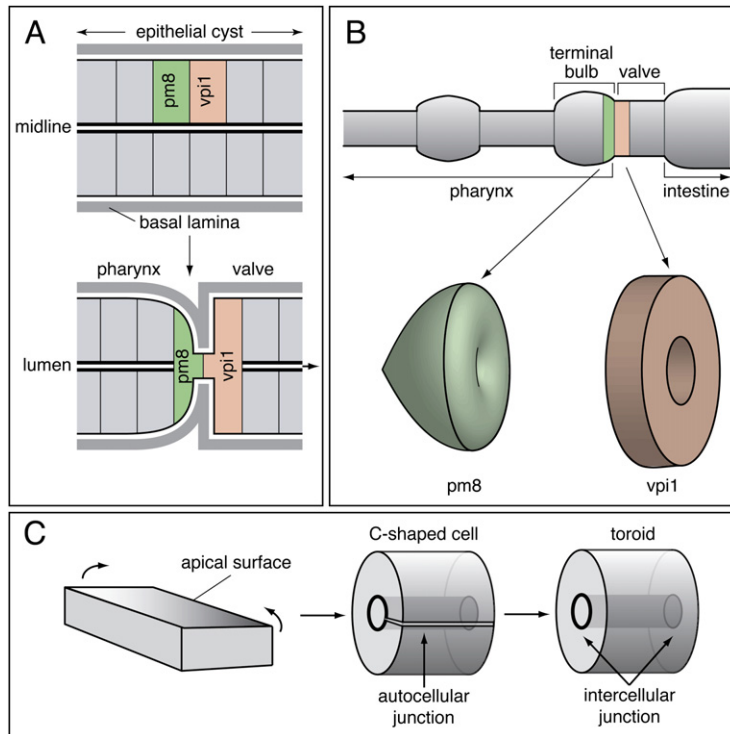 A
epithelial cyst
pm8
vpi1
midline
basal lamina
pharynx
valve
lumen
pm8
vpi1
B
terminal
bulb
valve
pharynx
intestine
pm8
vpi1
C
apical surface
C-shaped cell
autocellular
junction
toroid
intercellular
junction